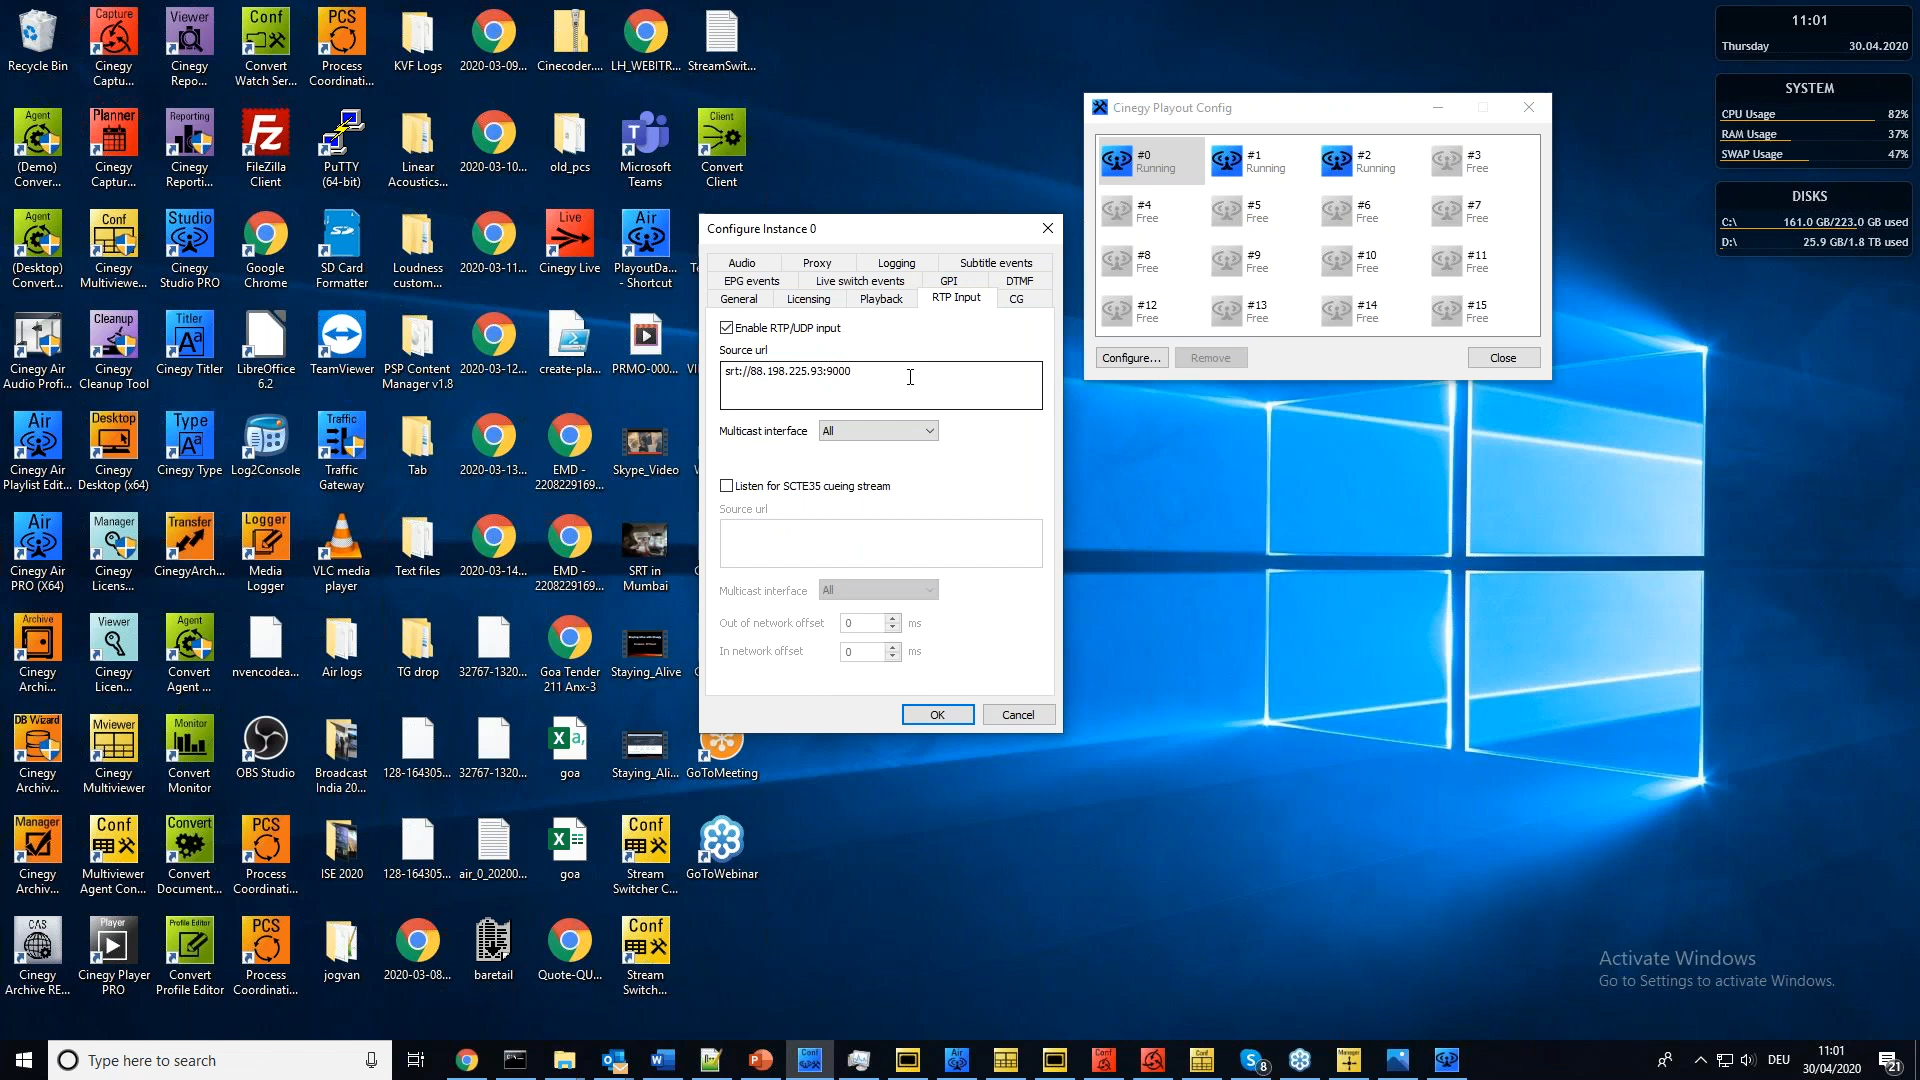 Recycle Bin
Capture
Cinegy
Captu...
Viewer
Cinegy
Repo...
Conf
Convert
Watch Ser...
PCS
Process
Coordinati...
KVF Logs
2020-03-09...
Cinecoder....
LH_WEBITR...
StreamSwit...
Agent
(Demo)
Conver...
Planner
Cinegy
Captur...
Reporting
Cinegy
Reporti...
FileZilla
Client
PuTTY
(64-bit)
Linear
Acoustics...
2020-03-10...
old_pcs
Microsoft
Teams
Client
Convert
Client
Agent
(Desktop)
Convert...
Conf
Cinegy
Multiviewe...
Studio
Cinegy
Studio PRO
Google
Chrome
SD Card
Formatter
Loudness
custom...
2020-03-11...
Live
Cinegy Live
Air
PlayoutDa...
- Shortcut
Cinegy
Air Audio Profi...
Cleanup
Cinegy
Cleanup Tool
Titler
Cinegy Titler
LibreOffice
6.2
TeamViewer
PSP Content
Manager v1.8
2020-03-12...
create-pla...
PRMO-000...
Air
Cinegy Air
Playlist Edit...
Desktop
Cinegy
Desktop (x64)
Type
Cinegy Type
Log2Console
Traffic
Traffic
Gateway
Tab
2020-03-13...
EMD -
2208229169...
Skype_Video
Air
Cinegy Air
PRO (X64)
Manager
Cinegy
Licens...
Transfer
CinegyArch...
Logger
Media
Logger
VLC media
player
Text files
2020-03-14...
EMD -
2208229169...
SRT in
Mumbai
Archive
Cinegy
Archi...
Viewer
Cinegy
Licen...
Agent
Convert
Agent ...
nvencodea...
Air logs
TG drop
32767-1320...
Goa Tender
211 Anx-3
Staying_Alive
DB Wizard
Cinegy
Archiv...
Mviewer
Cinegy
Multiviewer
Monitor
Convert
Monitor
OBS Studio
Broadcast
India 20...
128-164305...
32767-1320...
goa
Staying_Ali...
GoToMeeting
Manager
Cinegy
Archiv...
Conf
Multiviewer
Agent Con...
Convert
Convert
Document...
PCS
Process
Coordinati...
ISE 2020
128-164305...
air_0_20200...
goa
Conf
Stream
Switcher C...
GoToWebinar
CAS
Cinegy
Archive RE...
Player
Cinegy Player
PRO
Profile Editor
Convert
Profile Editor
PCS
Process
Coordinati...
jogvan
2020-03-08...
baretail
Quote-QU...
Conf
Stream
Switch...
Configure Instance 0
Audio Proxy Logging Subtitle events
EPG events Live switch events GPI DTMF
General Licensing Playback RTP Input CG
Enable RTP/UDP input
Source url
srt://88.198.225.93:9000
Multicast interface All
Listen for SCTE35 cueing stream
Source url
Multicast interface All
Out of network offset 0 ms
In network offset 0 ms
OK Cancel
Cinegy Playout Config
#0
Running
#1
Running
#2
Running
#3
Free
#4
Free
#5
Free
#6
Free
#7
Free
#8
Free
#9
Free
#10
Free
#11
Free
#12
Free
#13
Free
#14
Free
#15
Free
Configure... Remove Close
11:01
Thursday 30.04.2020
SYSTEM
CPU Usage 82%
RAM Usage 37%
SWAP Usage 47%
DISKS
C:\ 161.0 GB/223.0 GB used
D:\ 25.9 GB/1.8 TB used
Activate Windows
Go to Settings to activate Windows.
Type here to search
Conf
Air
Conf
Conf
8
Manager
DEU
11:01
30/04/2020
21